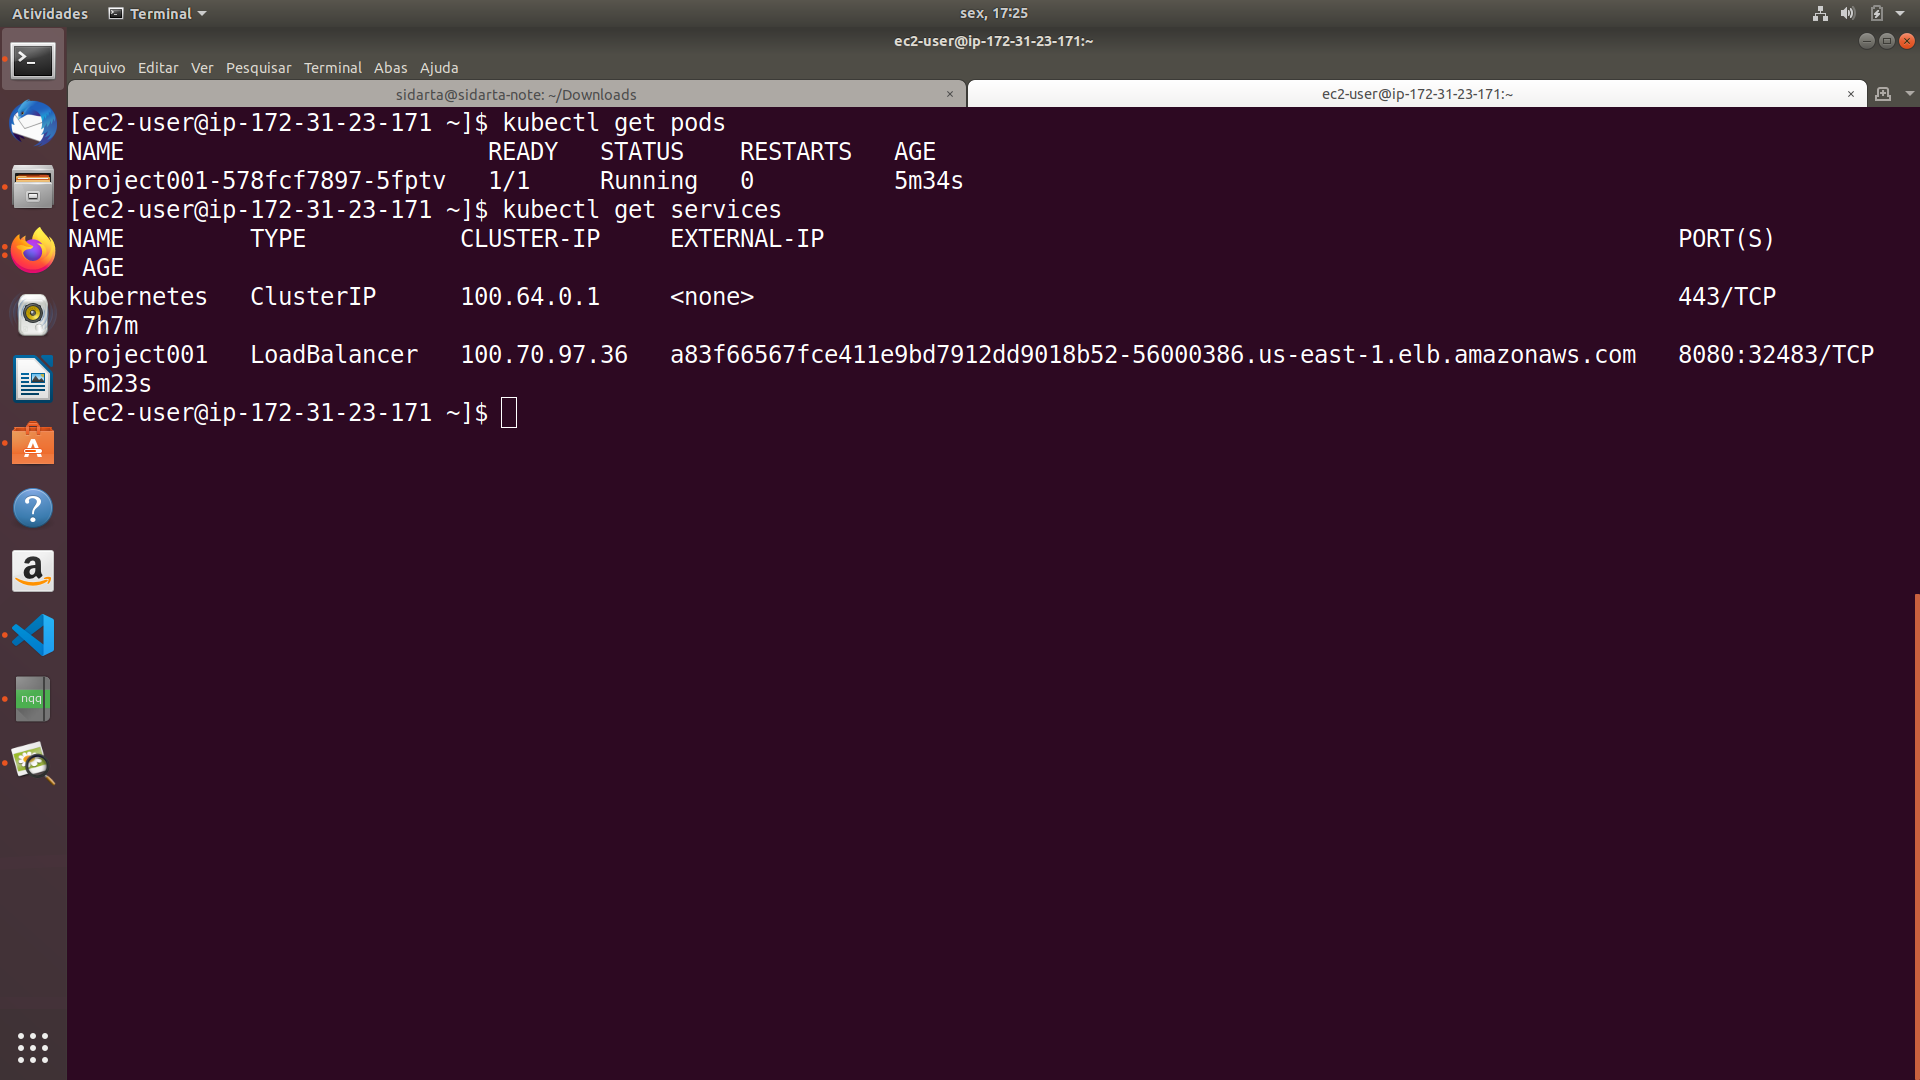 Atividades Terminal sex, 17:25
ec2-user@ip-172-31-23-171:~
Arquivo Editar Ver Pesquisar Terminal Abas Ajuda
sidarta@sidarta-note: ~/Downloads × ec2-user@ip-172-31-23-171:~ ×
[ec2-user@ip-172-31-23-171 ~]$ kubectl get pods
NAME READY STATUS RESTARTS AGE
project001-578fcf7897-5fptv 1/1 Running 0 5m34s
[ec2-user@ip-172-31-23-171 ~]$ kubectl get services
NAME TYPE CLUSTER-IP EXTERNAL-IP PORT(S)
AGE
kubernetes ClusterIP 100.64.0.1 <none> 443/TCP
7h7m
project001 LoadBalancer 100.70.97.36 a83f66567fce411e9bd7912dd9018b52-56000386.us-east-1.elb.amazonaws.com 8080:32483/TCP
5m23s
[ec2-user@ip-172-31-23-171 ~]$
nqq